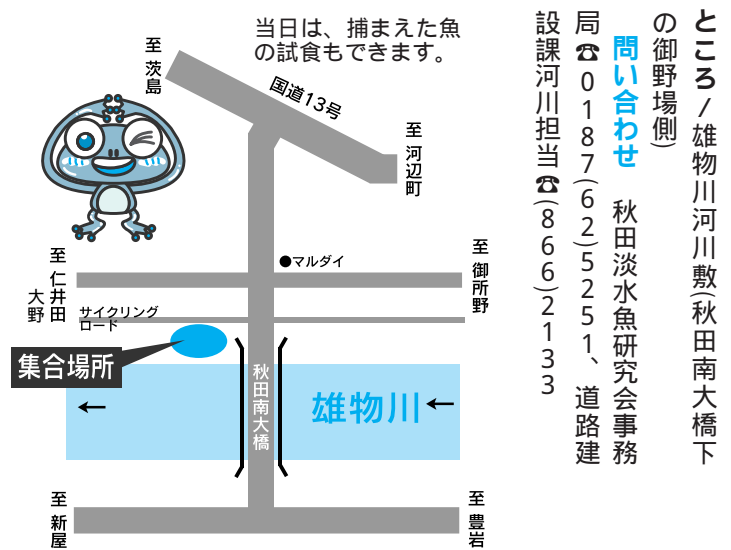 ところ/雄物川河川敷(秋田南大橋下
の御野場側)
問い合わせ　秋田淡水魚研究会事務
局☎0187(62)5251、道路建
設課河川担当☎(866)2133
当日は、捕まえた魚
の試食もできます。
至 茨島
国道13号
至 河辺町
●マルダイ
至 御所野
至 仁井田
大野
サイクリング
ロード
集合場所
秋田南大橋
雄物川
←
←
至 新屋
至 豊岩